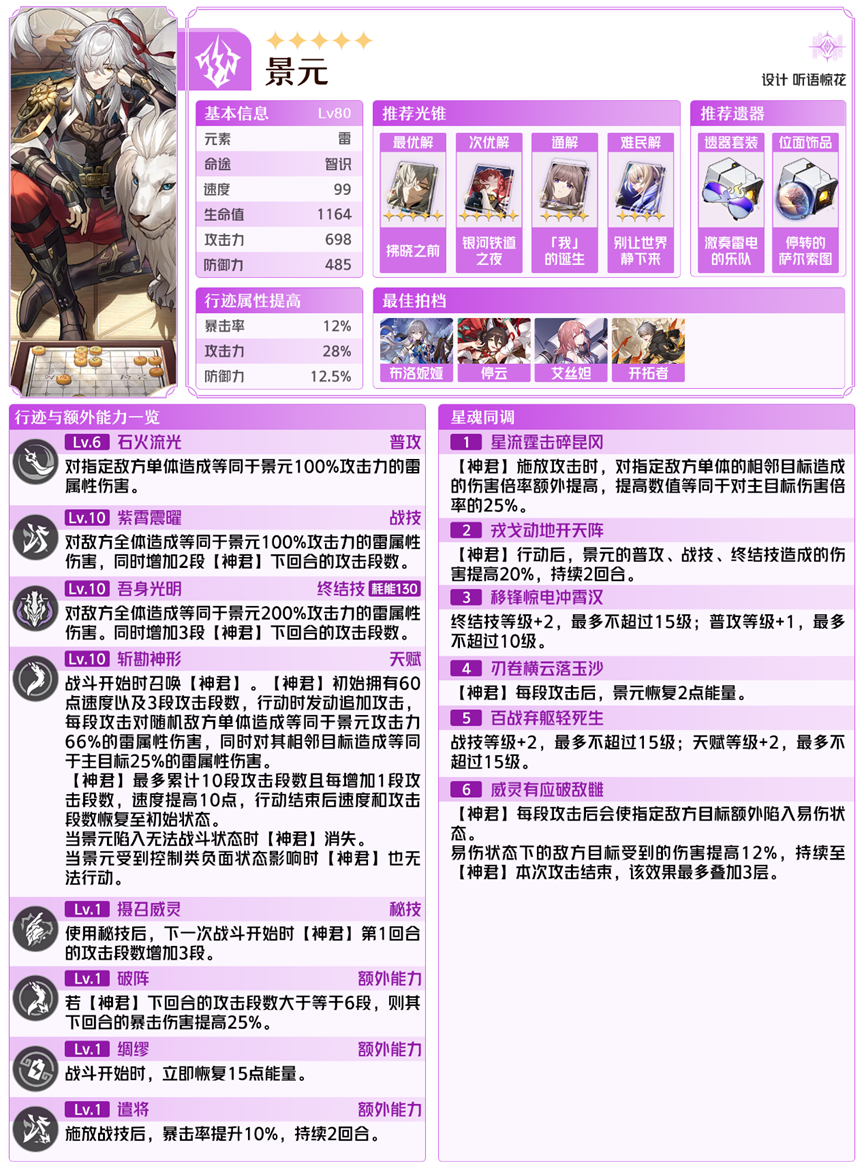 景元
设计 听语惊花
基本信息 Lv80
元素 雷
命途 智识
速度 99
生命值 1164
攻击力 698
防御力 485
推荐光锥
最优解 次优解 通解 难民解
拂晓之前
银河铁道
之夜
「我」
的诞生
别让世界
静下来
推荐遗器
遗器套装 位面饰品
激奏雷电
的乐队
停转的
萨尔索图
行迹属性提高
暴击率 12%
攻击力 28%
防御力 12.5%
最佳拍档
布洛妮娅 停云 艾丝妲 开拓者
行迹与额外能力一览
Lv.6 石火流光 普攻
对指定敌方单体造成等同于景元100%攻击力的雷
属性伤害。
Lv.10 紫霄震曜 战技
对敌方全体造成等同于景元100%攻击力的雷属性
伤害，同时增加2段【神君】下回合的攻击段数。
Lv.10 吾身光明 终结技 耗能130
对敌方全体造成等同于景元200%攻击力的雷属性
伤害。同时增加3段【神君】下回合的攻击段数。
Lv.10 斩勘神形 天赋
战斗开始时召唤【神君】。【神君】初始拥有60
点速度以及3段攻击段数，行动时发动追加攻击，
每段攻击对随机敌方单体造成等同于景元攻击力
66%的雷属性伤害，同时对其相邻目标造成等同
于主目标25%的雷属性伤害。
【神君】最多累计10段攻击段数且每增加1段攻
击段数，速度提高10点，行动结束后速度和攻击
段数恢复至初始状态。
当景元陷入无法战斗状态时【神君】消失。
当景元受到控制类负面状态影响时【神君】也无
法行动。
Lv.1 摄召威灵 秘技
使用秘技后，下一次战斗开始时【神君】第1回合
的攻击段数增加3段。
Lv.1 破阵 额外能力
若【神君】下回合的攻击段数大于等于6段，则其
下回合的暴击伤害提高25%。
Lv.1 绸缪 额外能力
战斗开始时，立即恢复15点能量。
Lv.1 遣将 额外能力
施放战技后，暴击率提升10%，持续2回合。
星魂同调
1 星流霆击碎昆冈
【神君】施放攻击时，对指定敌方单体的相邻目标造成
的伤害倍率额外提高，提高数值等同于对主目标伤害倍
率的25%。
2 戎戈动地开天阵
【神君】行动后，景元的普攻、战技、终结技造成的伤
害提高20%，持续2回合。
3 移锋惊电冲霄汉
终结技等级+2，最多不超过15级；普攻等级+1，最多
不超过10级。
4 刃卷横云落玉沙
【神君】每段攻击后，景元恢复2点能量。
5 百战弃躯轻死生
战技等级+2，最多不超过15级；天赋等级+2，最多不
超过15级。
6 威灵有应破敌雠
【神君】每段攻击后会使指定敌方目标额外陷入易伤状
态。
易伤状态下的敌方目标受到的伤害提高12%，持续至
【神君】本次攻击结束，该效果最多叠加3层。